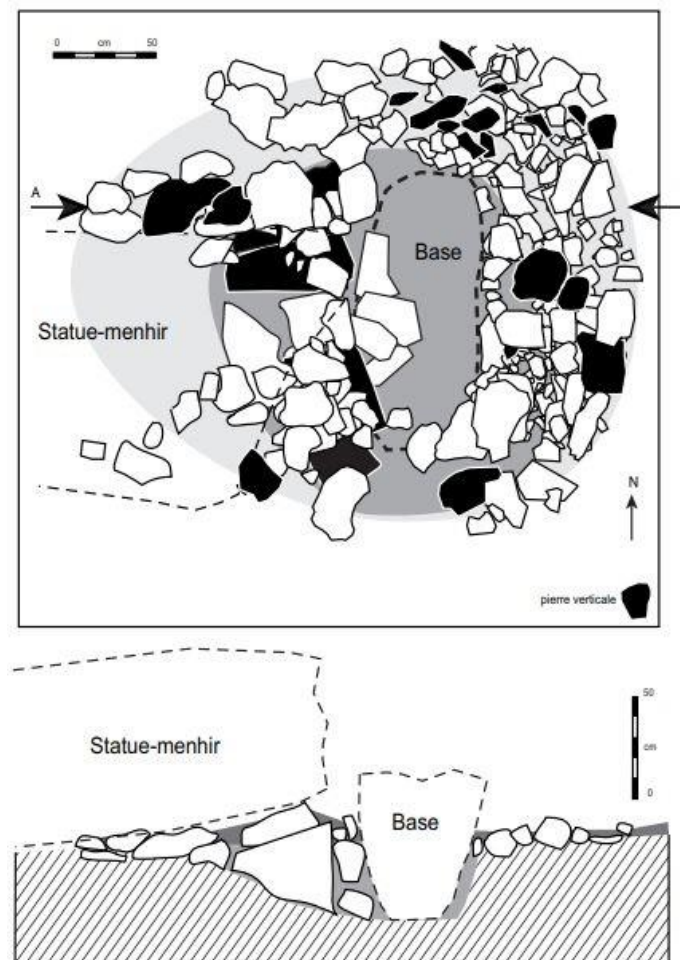 0 cm 50
A
Base
Statue-menhir
N
pierre verticale
50
cm
0
Statue-menhir
Base